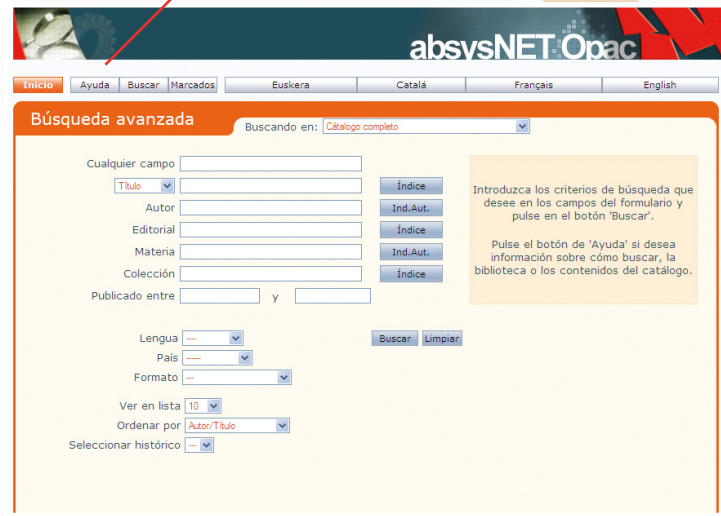 absysNET Opac
Inicio Ayuda Buscar Marcados Euskera Catalá Français English
Búsqueda avanzada
Buscando en: Cátalogo completo
Cualquier campo
Título Índice
Autor Ind.Aut.
Editorial Índice
Materia Ind.Aut.
Colección Índice
Publicado entre y
Introduzca los criterios de búsqueda que
desee en los campos del formulario y
pulse en el botón 'Buscar'.
Pulse el botón de 'Ayuda' si desea
información sobre cómo buscar, la
biblioteca o los contenidos del catálogo.
Lengua ---- Buscar Limpiar
País ------
Formato ---
Ver en lista 10
Ordenar por Autor/Título
Seleccionar histórico ---